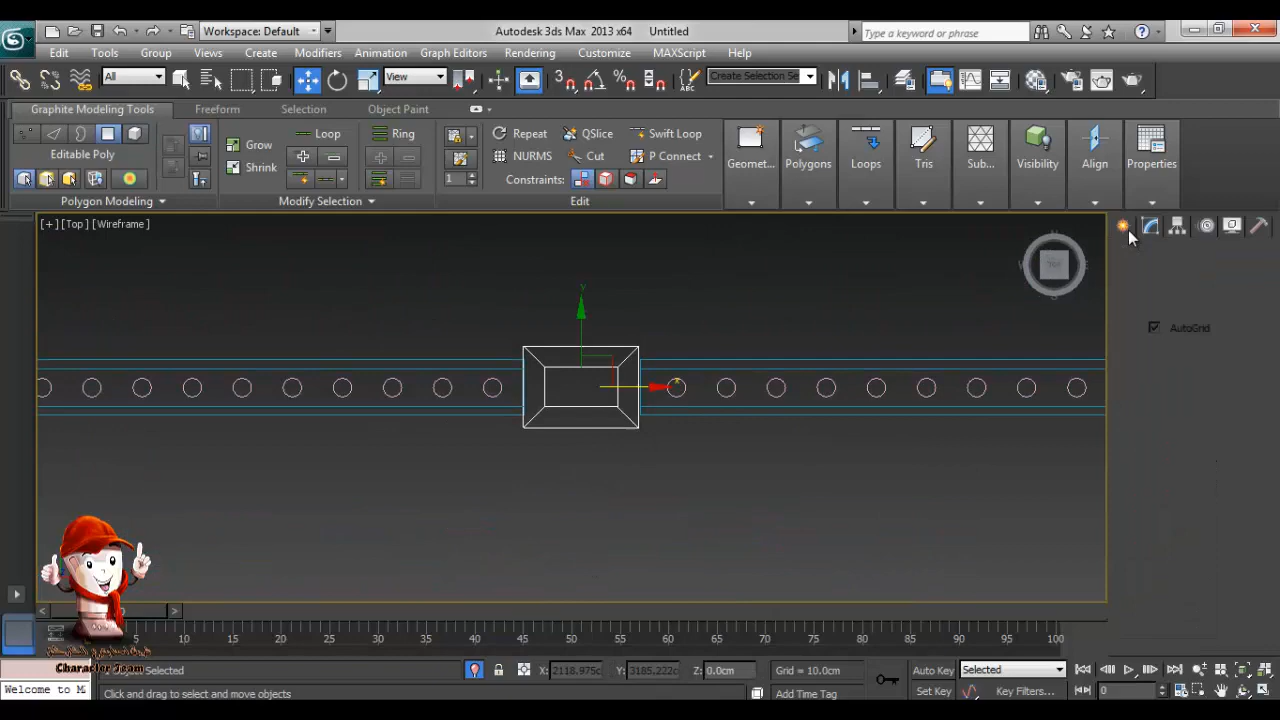 Workspace: Default
Autodesk 3ds Max 2013 x64 Untitled
Type a keyword or phrase
Edit Tools Group Views Create Modifiers Animation Graph Editors Rendering Customize MAXScript Help
All View Create Selection Se
Graphite Modeling Tools Freeform Selection Object Paint
Editable Poly
Polygon Modeling
Grow
Shrink
Loop Ring
Modify Selection
Repeat QSlice Swift Loop
NURMS Cut P Connect
1 Constraints:
Edit
Geomet... Polygons Loops Tris Sub... Visibility Align Properties
[+] [Top] [Wireframe]
AutoGrid
y
5 10 15 20 25 30 35 40 45 50 55 60 65 70 75 80 85 90 95 100
Character Team
Selected X: 2118.975c Y: 3185.222c Z: 0.0cm Grid = 10.0cm Auto Key Selected
Welcome to M Click and drag to select and move objects Add Time Tag Set Key Key Filters... 0